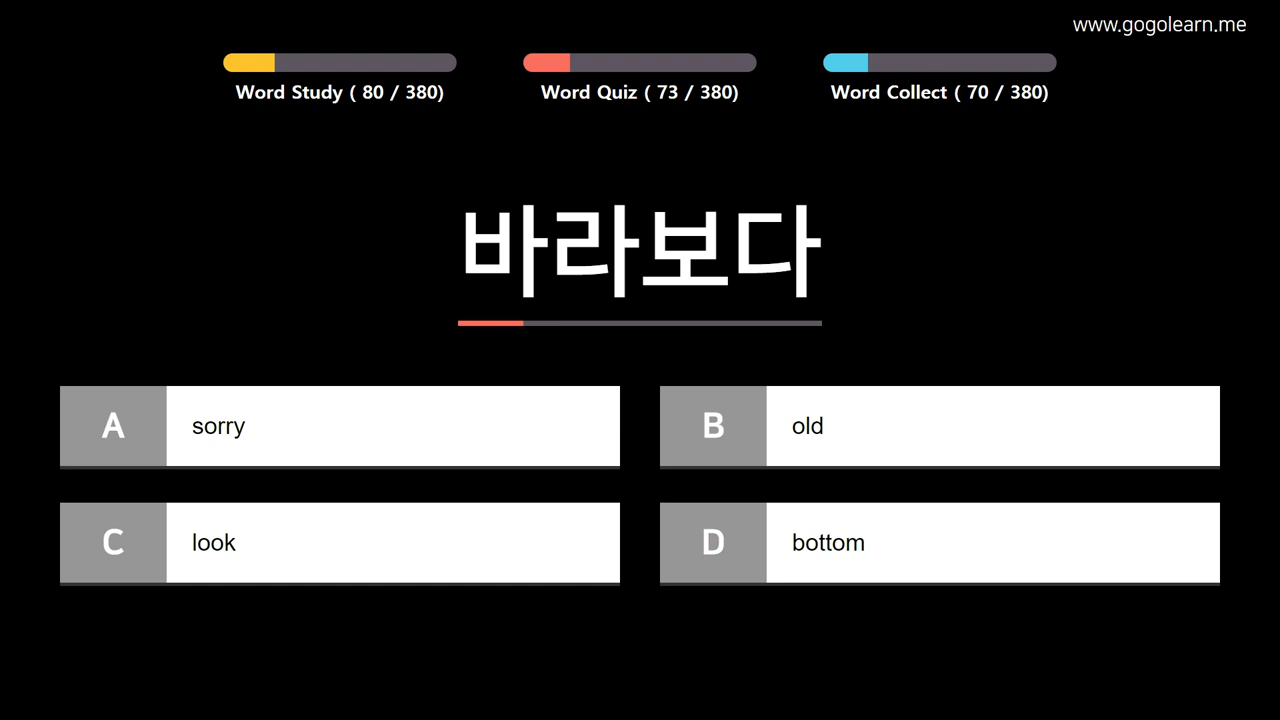 www.gogolearn.me
Word Study ( 80 / 380)
Word Quiz ( 73 / 380)
Word Collect ( 70 / 380)
바라보다
A sorry
B old
C look
D bottom